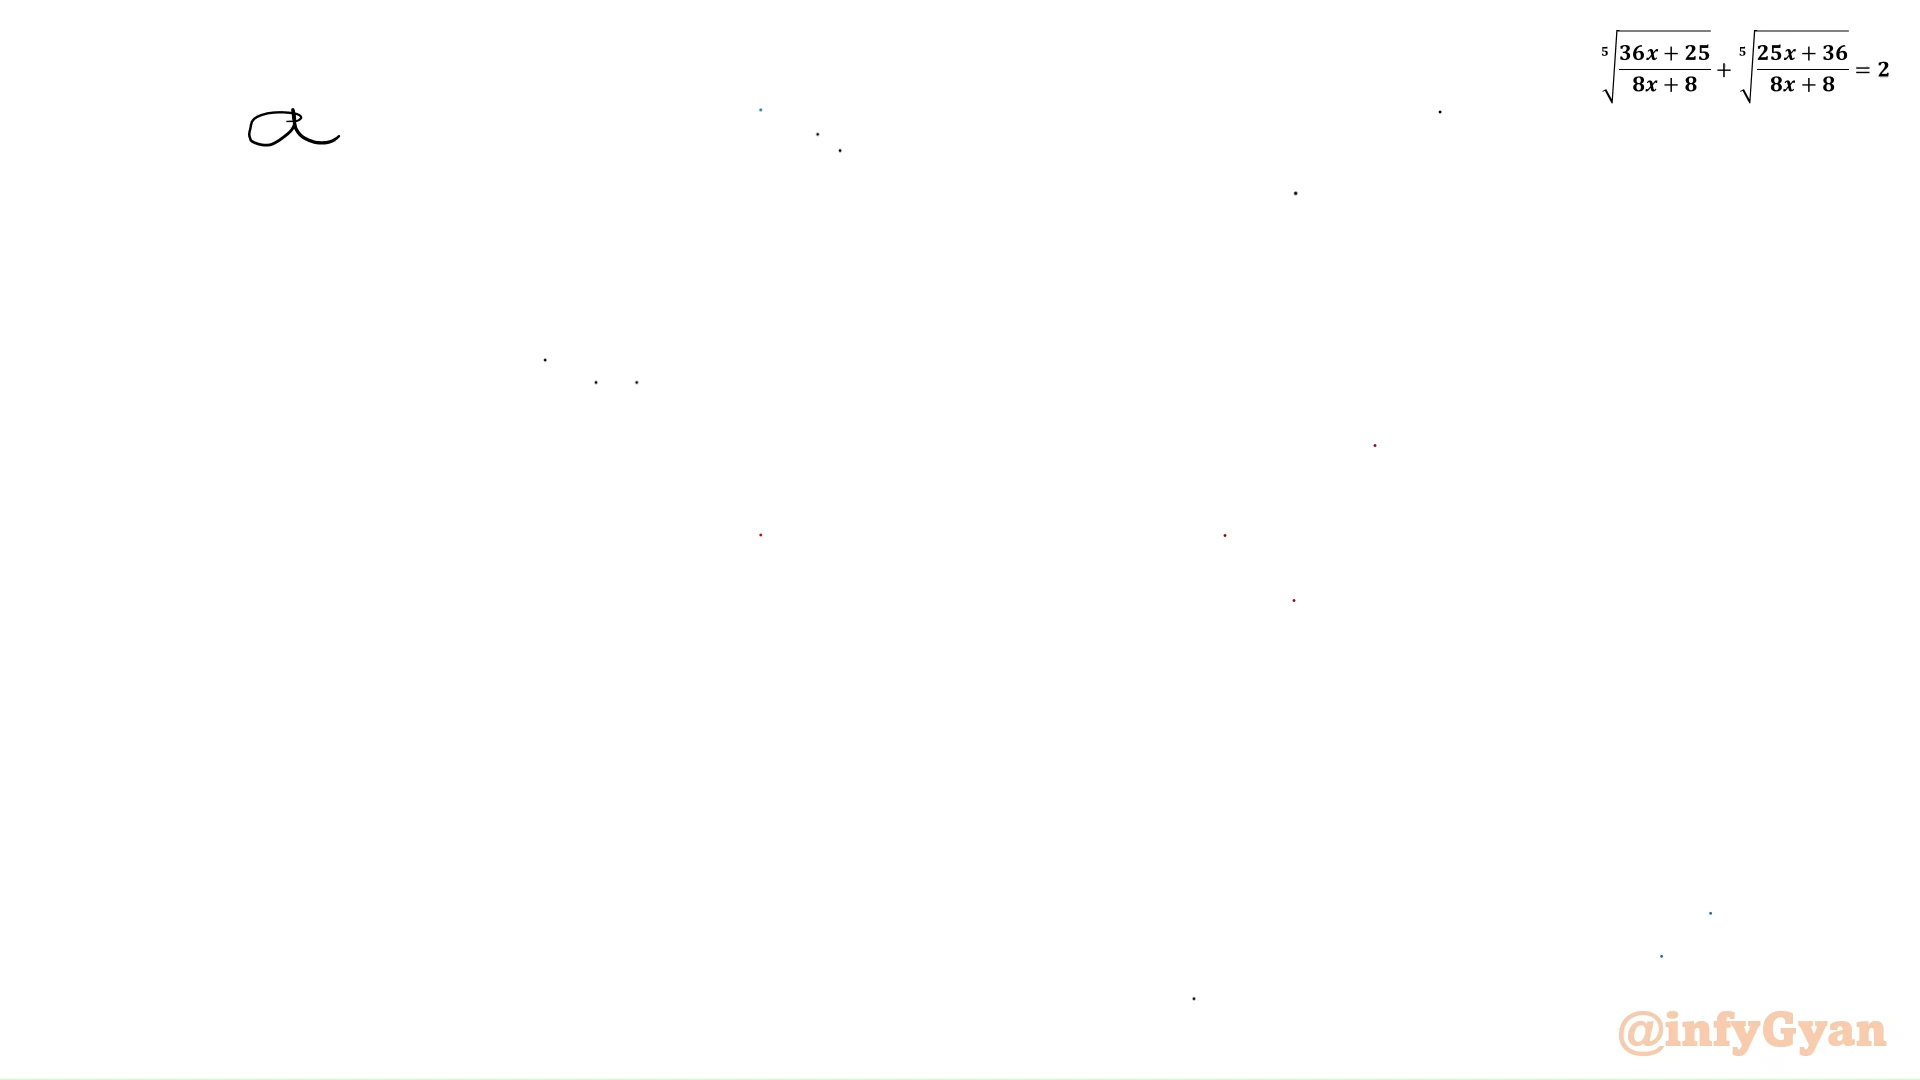 ⁵√((36x + 25)/(8x + 8)) + ⁵√((25x + 36)/(8x + 8)) = 2
a
@infyGyan